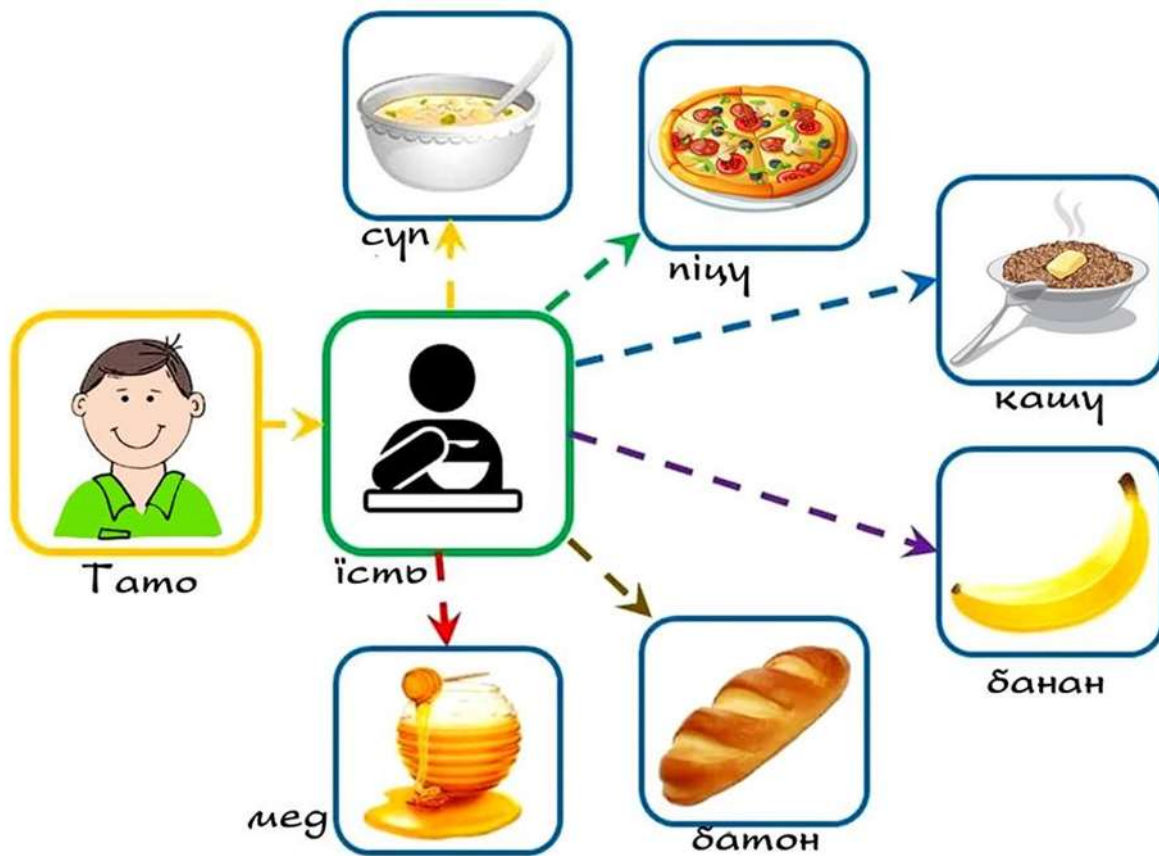 суп
піцу
кашу
Тато
їсть
банан
мед
батон